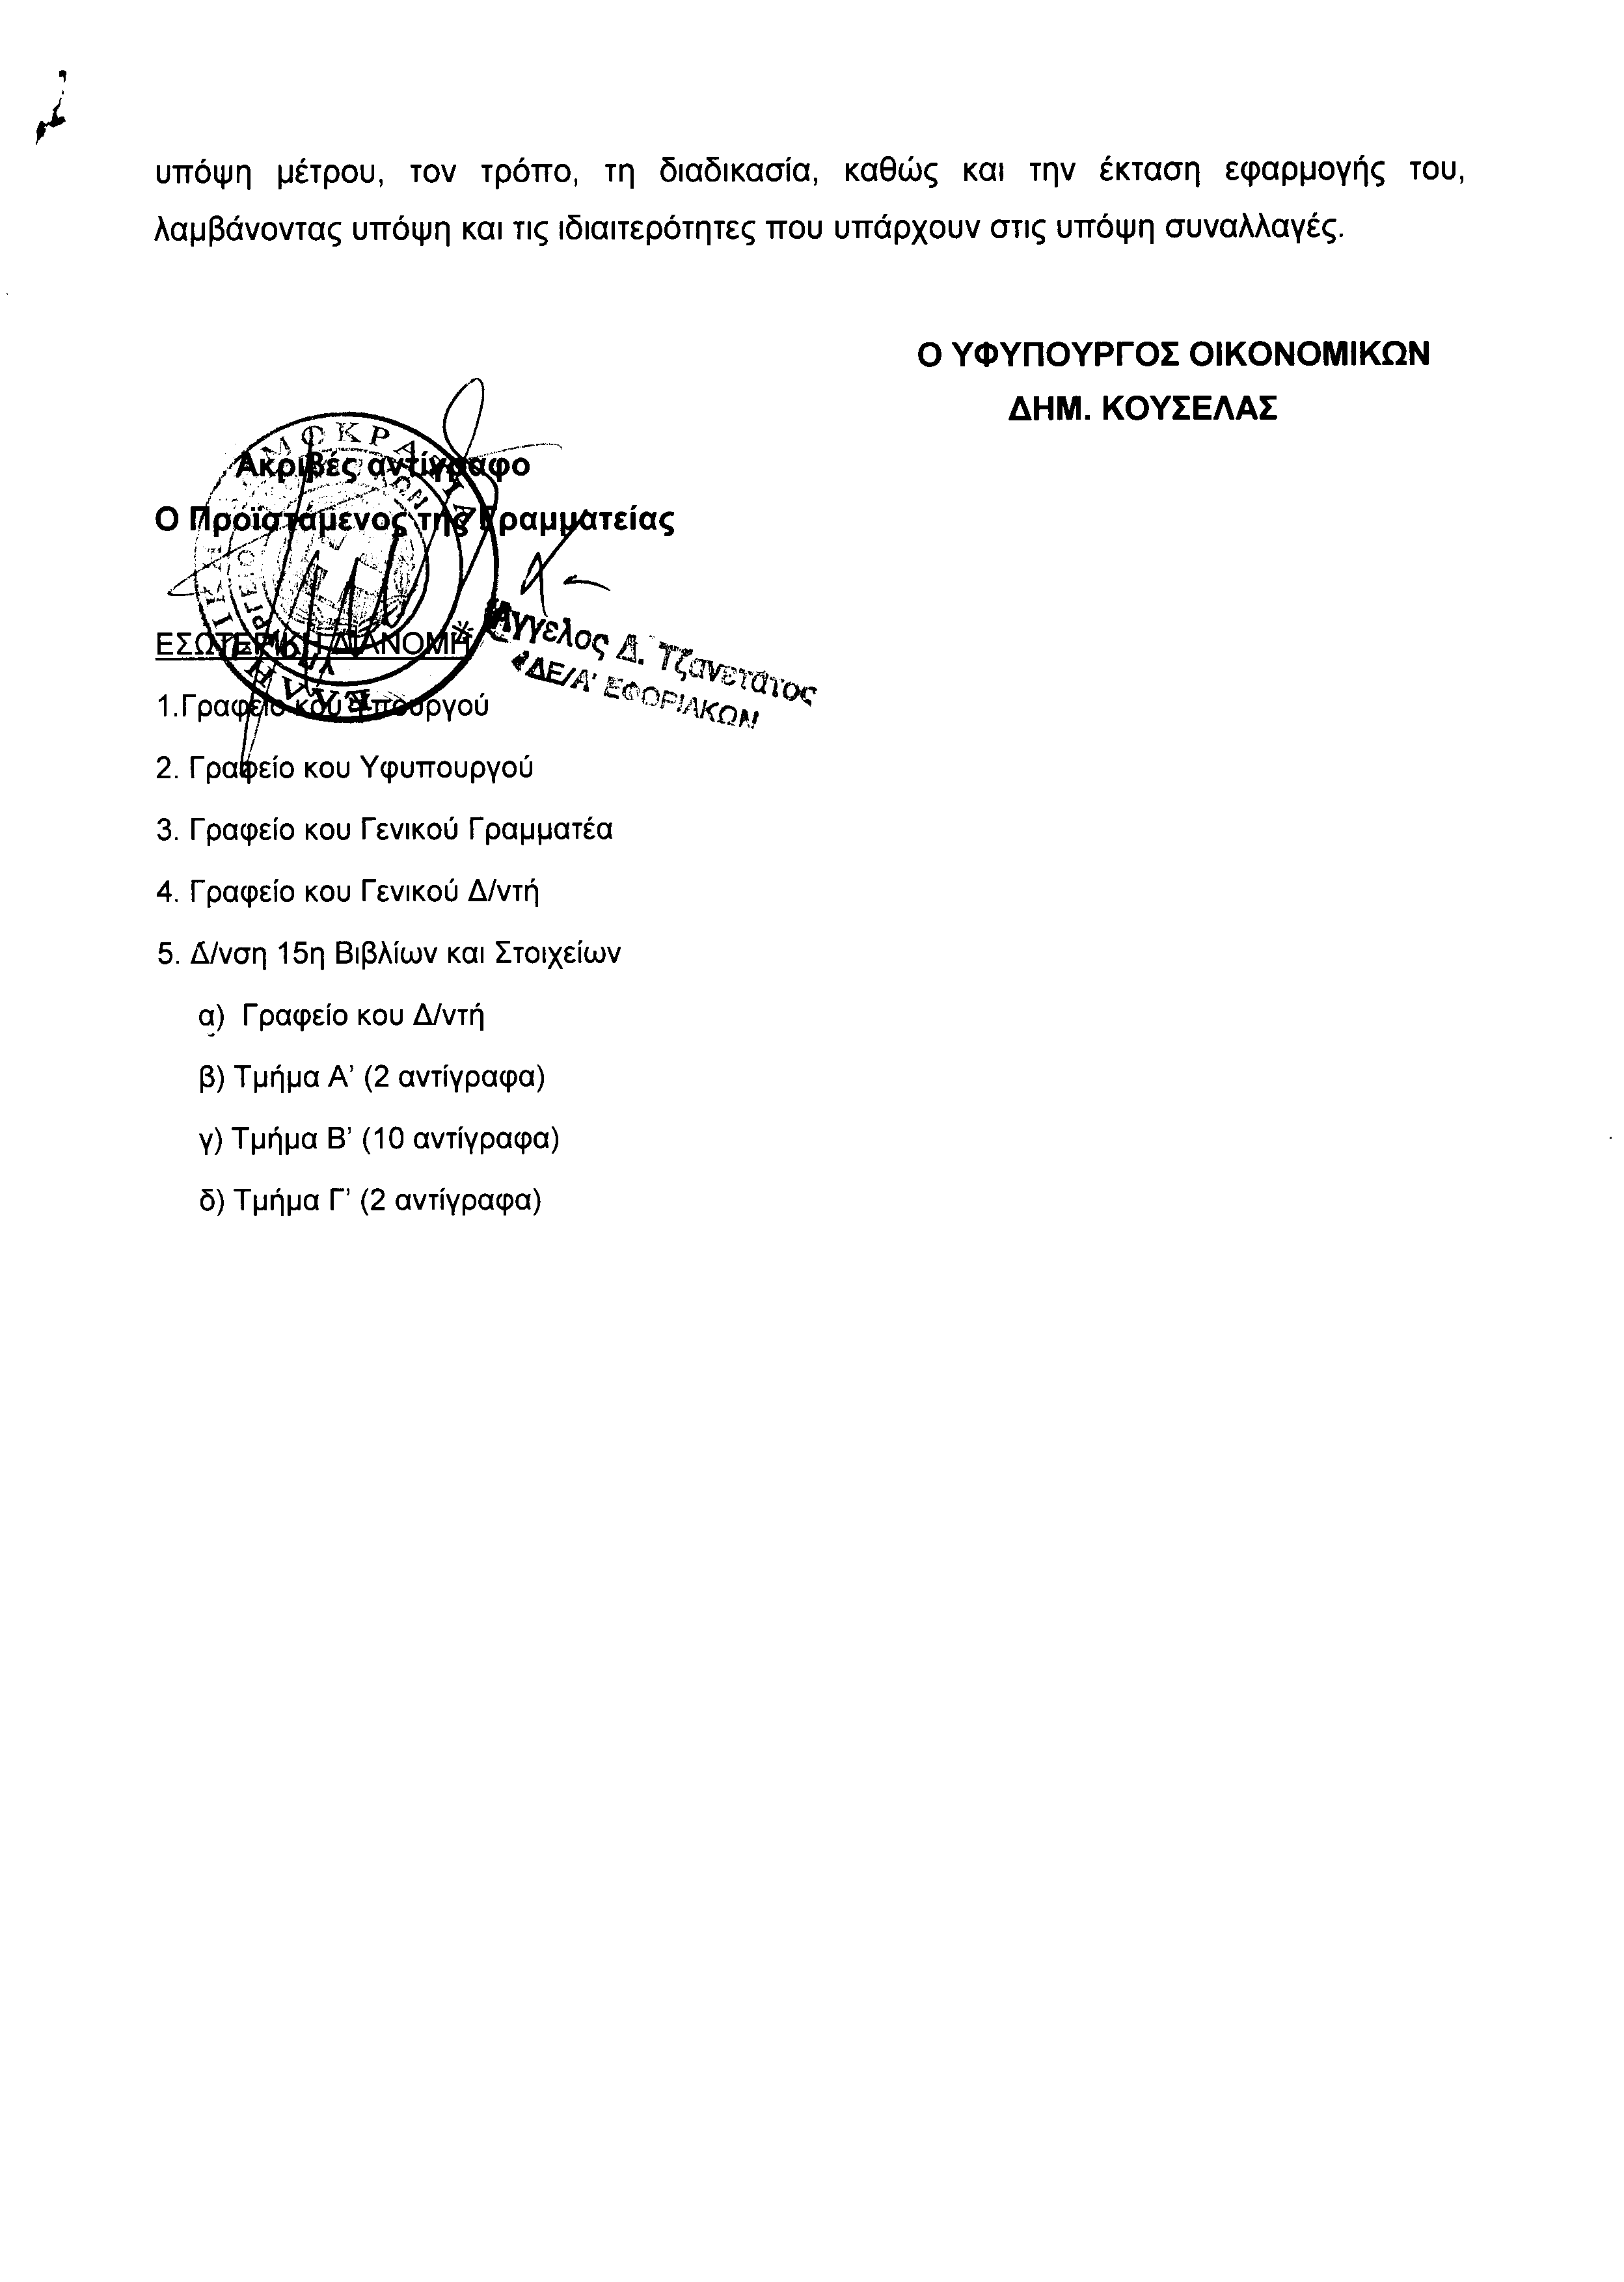 υπόψη μέτρου, τον τρόπο, τη διαδικασία, καθώς και την έκταση εφαρμογής του,
λαμβάνοντας υπόψη και τις ιδιαιτερότητες που υπάρχουν στις υπόψη συναλλαγές.
Ο ΥΦΥΠΟΥΡΓΟΣ ΟΙΚΟΝΟΜΙΚΩΝ
ΔΗΜ. ΚΟΥΣΕΛΑΣ
Ακριβές αντίγραφο
Ο Προϊστάμενος της Γραμματείας
Άγγελος Δ. Τζανετάτος
ΔΕ/Α' ΕΦΟΡΙΑΚΩΝ
ΕΣΩΤΕΡΙΚΗ ΔΙΑΝΟΜΗ
1.Γραφείο κου Υπουργού
2. Γραφείο κου Υφυπουργού
3. Γραφείο κου Γενικού Γραμματέα
4. Γραφείο κου Γενικού Δ/ντή
5. Δ/νση 15η Βιβλίων και Στοιχείων
α) Γραφείο κου Δ/ντή
β) Τμήμα Α' (2 αντίγραφα)
γ) Τμήμα Β' (10 αντίγραφα)
δ) Τμήμα Γ' (2 αντίγραφα)